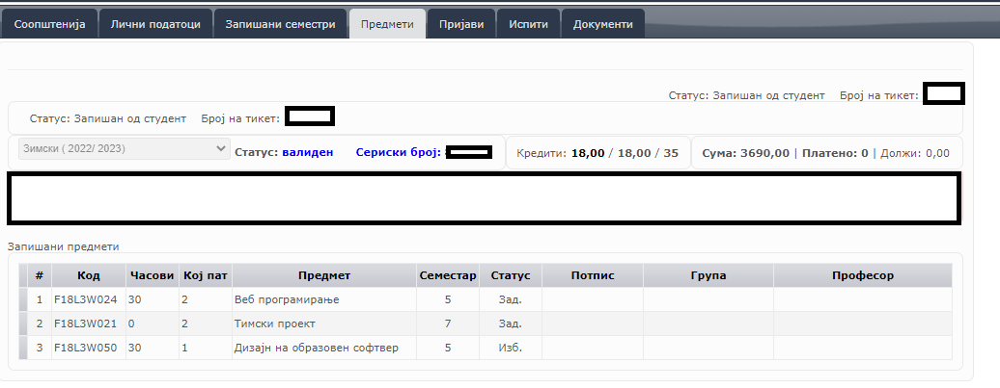 Соопштенија Лични податоци Запишани семестри Предмети Пријави Испити Документи
Статус: Запишан од студент Број на тикет:
Статус: Запишан од студент Број на тикет:
Зимски ( 2022/ 2023) Статус: валиден Сериски број: Кредити: 18,00 / 18,00 / 35 Сума: 3690,00 | Платено: 0 | Должи: 0,00
Запишани предмети
# Код Часови Кој пат Предмет Семестар Статус Потпис Група Професор
1 F18L3W024 30 2 Веб програмирање 5 Зад.
2 F18L3W021 0 2 Тимски проект 7 Зад.
3 F18L3W050 30 1 Дизајн на образовен софтвер 5 Изб.